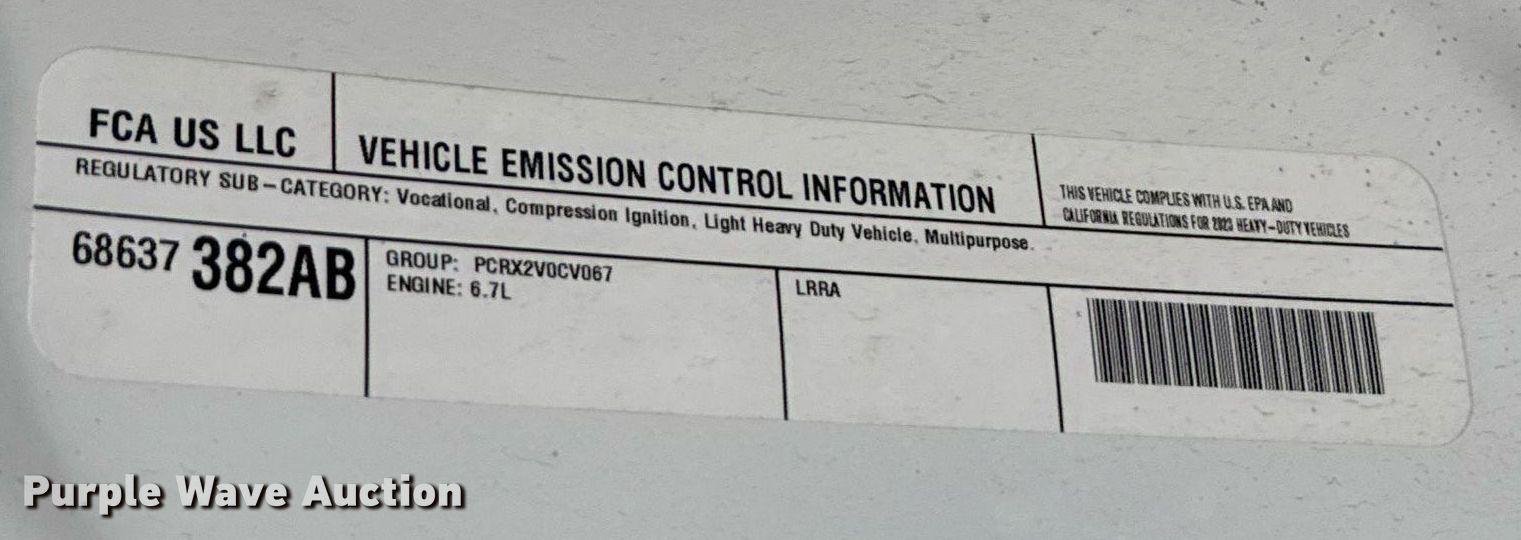 FCA US LLC
VEHICLE EMISSION CONTROL INFORMATION
THIS VEHICLE COMPLIES WITH U.S. EPA AND
CALIFORNIA REGULATIONS FOR 2023 HEAVY-DUTY VEHICLES
REGULATORY SUB-CATEGORY: Vocational, Compression Ignition, Light Heavy Duty Vehicle, Multipurpose.
68637 382AB
GROUP: PCRX2V0CV067
ENGINE: 6.7L
LRRA
Purple Wave Auction